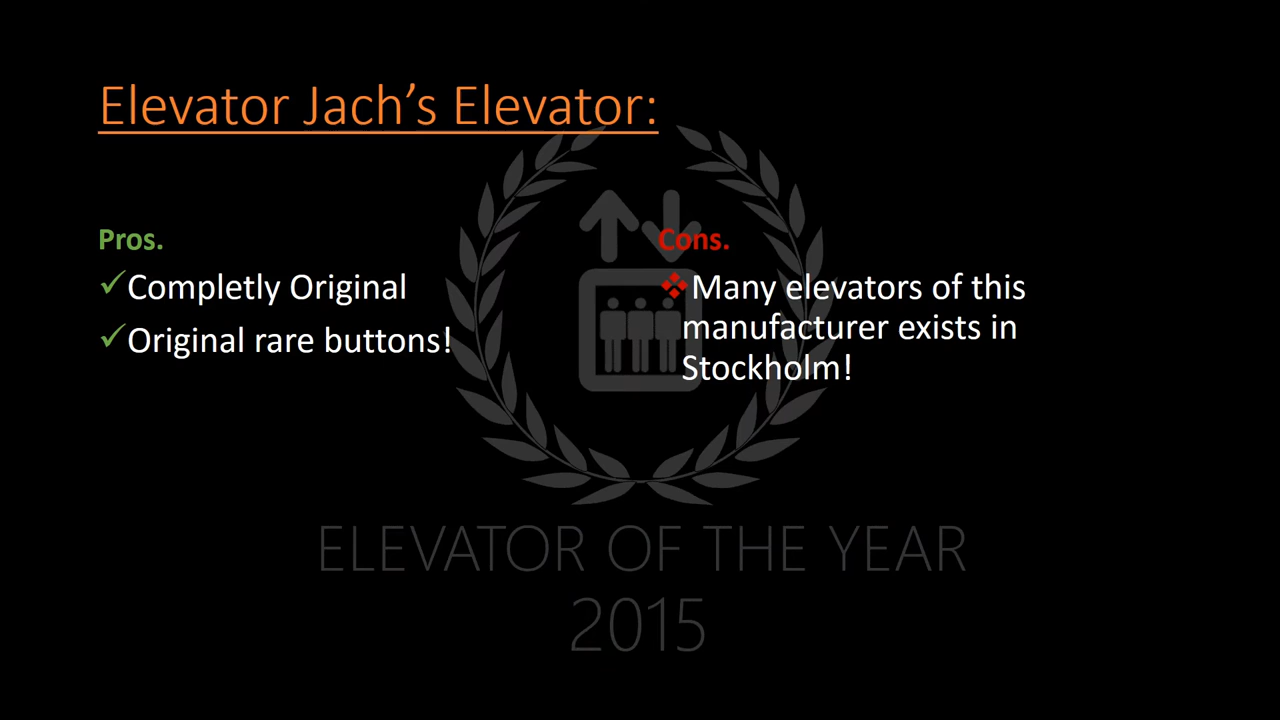 Elevator Jach’s Elevator:
Pros.
Completly Original
Original rare buttons!
Cons.
Many elevators of this
manufacturer exists in
Stockholm!
ELEVATOR OF THE YEAR
2015